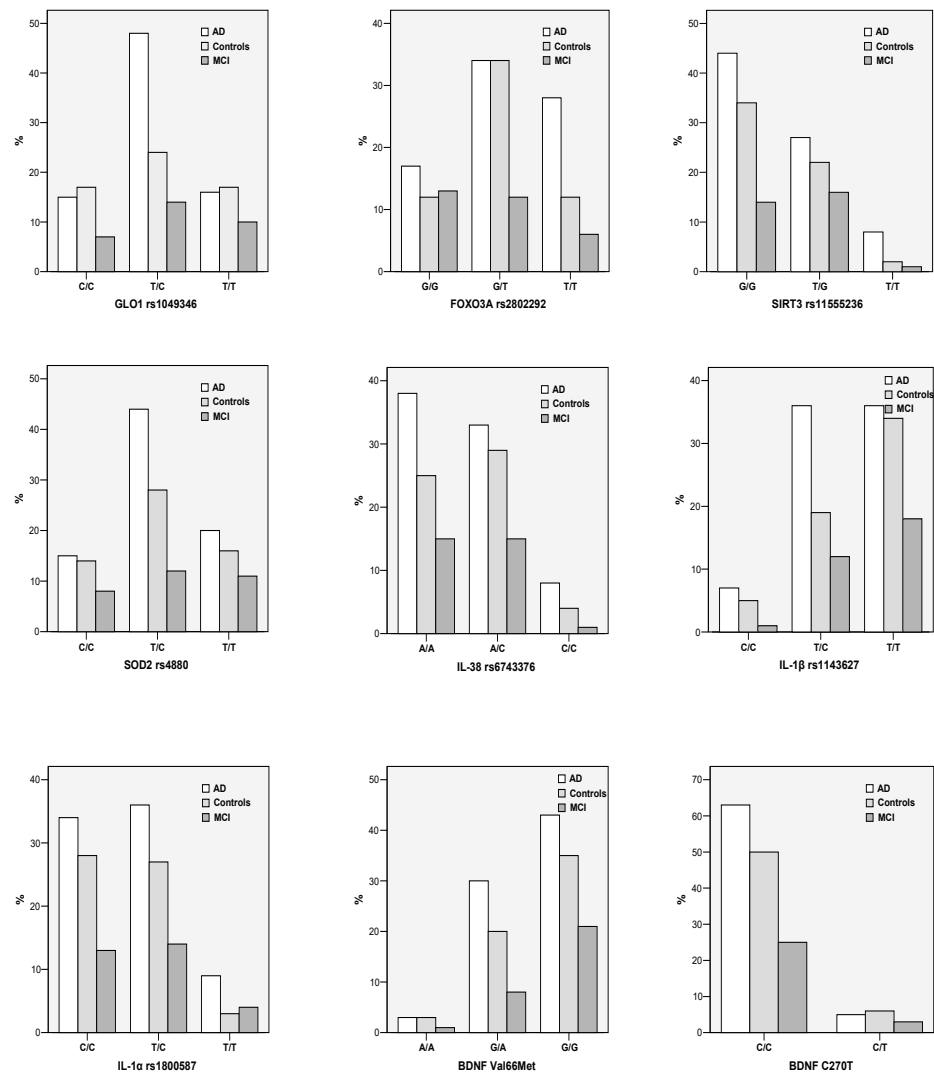 50
40
30
20
10
0
%
AD
Controls
MCI
C/C T/C T/T
GLO1 rs1049346
40
30
20
10
0
%
AD
Controls
MCI
G/G G/T T/T
FOXO3A rs2802292
50
40
30
20
10
0
%
AD
Controls
MCI
G/G T/G T/T
SIRT3 rs11555236
50
40
30
20
10
0
%
AD
Controls
MCI
C/C T/C T/T
SOD2 rs4880
40
30
20
10
0
%
AD
Controls
MCI
A/A A/C C/C
IL-38 rs6743376
40
30
20
10
0
%
AD
Controls
MCI
C/C T/C T/T
IL-1β rs1143627
40
30
20
10
0
%
AD
Controls
MCI
C/C T/C T/T
IL-1α rs1800587
50
40
30
20
10
0
%
AD
Controls
MCI
A/A G/A G/G
BDNF Val66Met
70
60
50
40
30
20
10
0
%
AD
Controls
MCI
C/C C/T
BDNF C270T